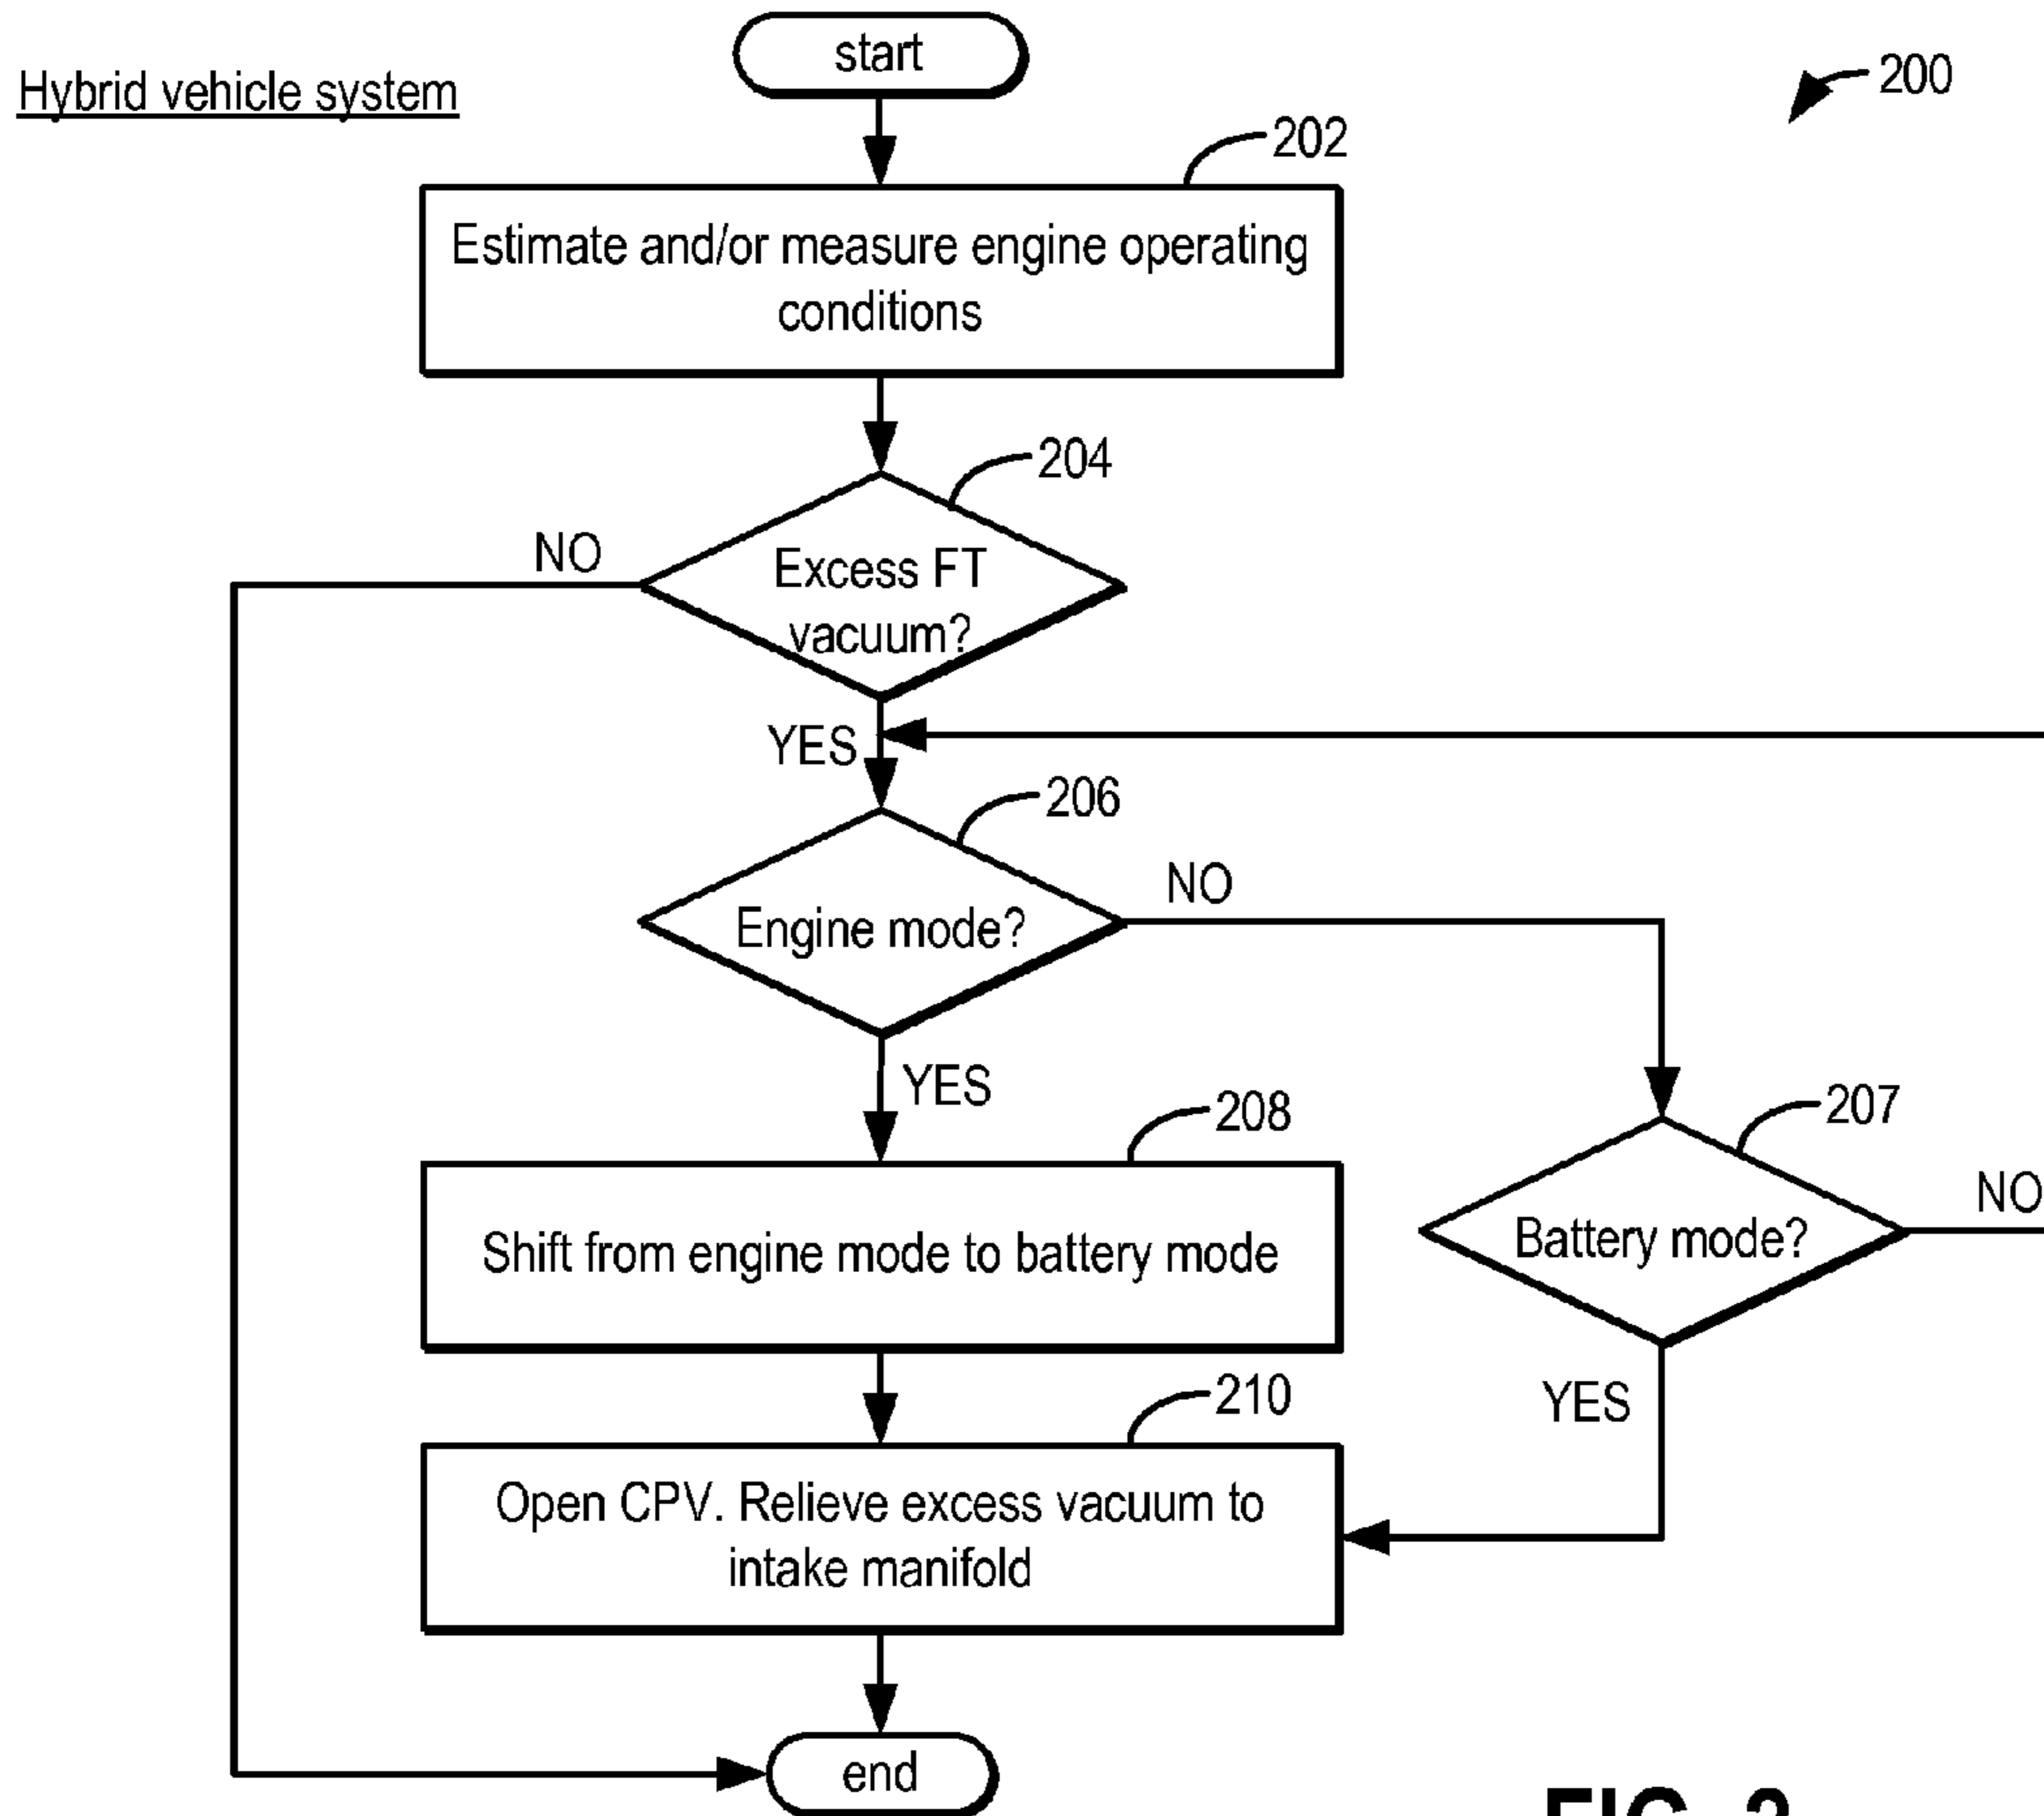 start
Hybrid vehicle system
200
202
Estimate and/or measure engine operating
conditions
204
NO
Excess FT
vacuum?
YES
206
NO
Engine mode?
YES
208
207
NO
Shift from engine mode to battery mode
Battery mode?
210
YES
Open CPV. Relieve excess vacuum to
intake manifold
end
FIG.